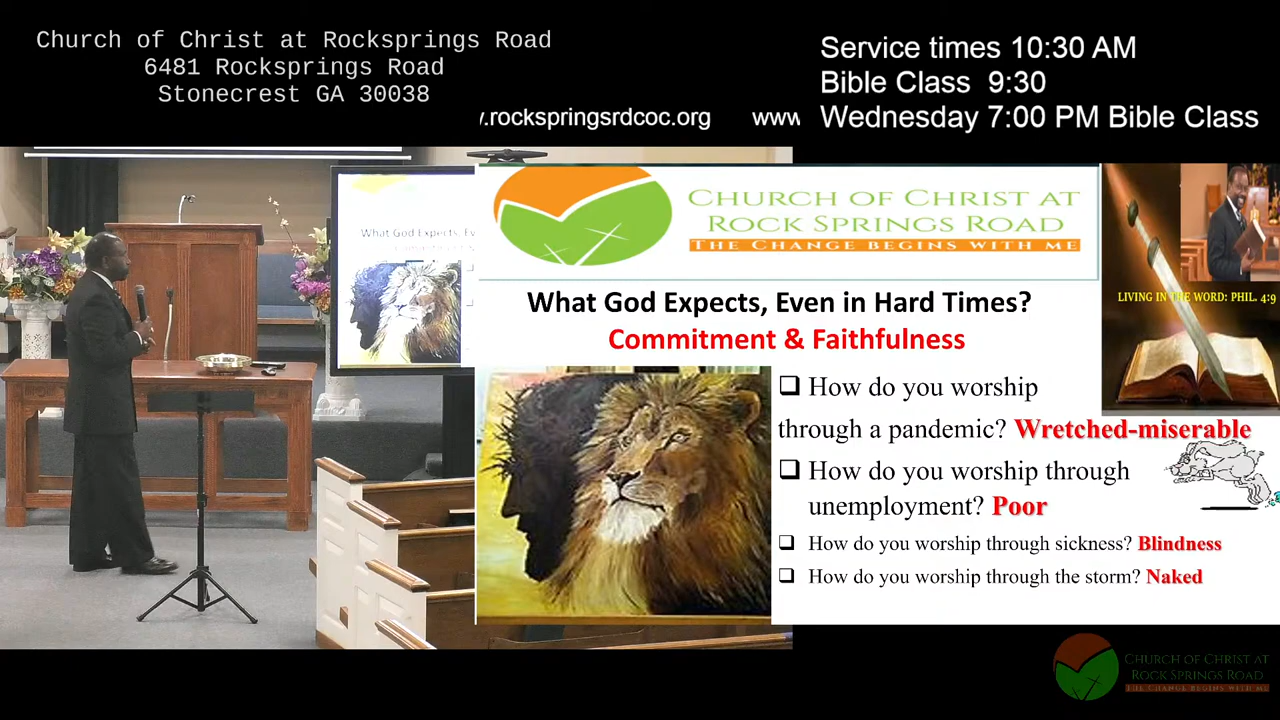 Church of Christ at Rocksprings Road
6481 Rocksprings Road
Stonecrest GA 30038
Service times 10:30 AM
Bible Class 9:30
Wednesday 7:00 PM Bible Class
.rockspringsrdcoc.org www
CHURCH OF CHRIST AT
ROCK SPRINGS ROAD
THE CHANGE BEGINS WITH ME
LIVING IN THE WORD: PHIL. 4:9
What God Expects, Ev
What God Expects, Even in Hard Times?
Commitment & Faithfulness
How do you worship
through a pandemic? Wretched-miserable
How do you worship through
unemployment? Poor
How do you worship through sickness? Blindness
How do you worship through the storm? Naked
CHURCH OF CHRIST AT
ROCK SPRINGS ROAD
THE CHANGE BEGINS WITH ME